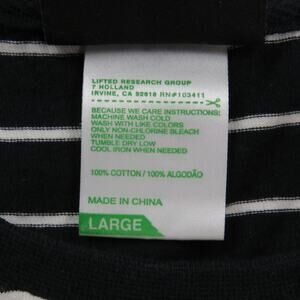 LIFTED RESEARCH GROUP
7 HOLLAND
IRVINE, CA 92618 RN#103411
BECAUSE WE CARE INSTRUCTIONS:
MACHINE WASH COLD
WASH WITH LIKE COLORS
ONLY NON-CHLORINE BLEACH
WHEN NEEDED
TUMBLE DRY LOW
COOL IRON WHEN NEEDED
100% COTTON / 100% ALGODÃO
MADE IN CHINA
LARGE